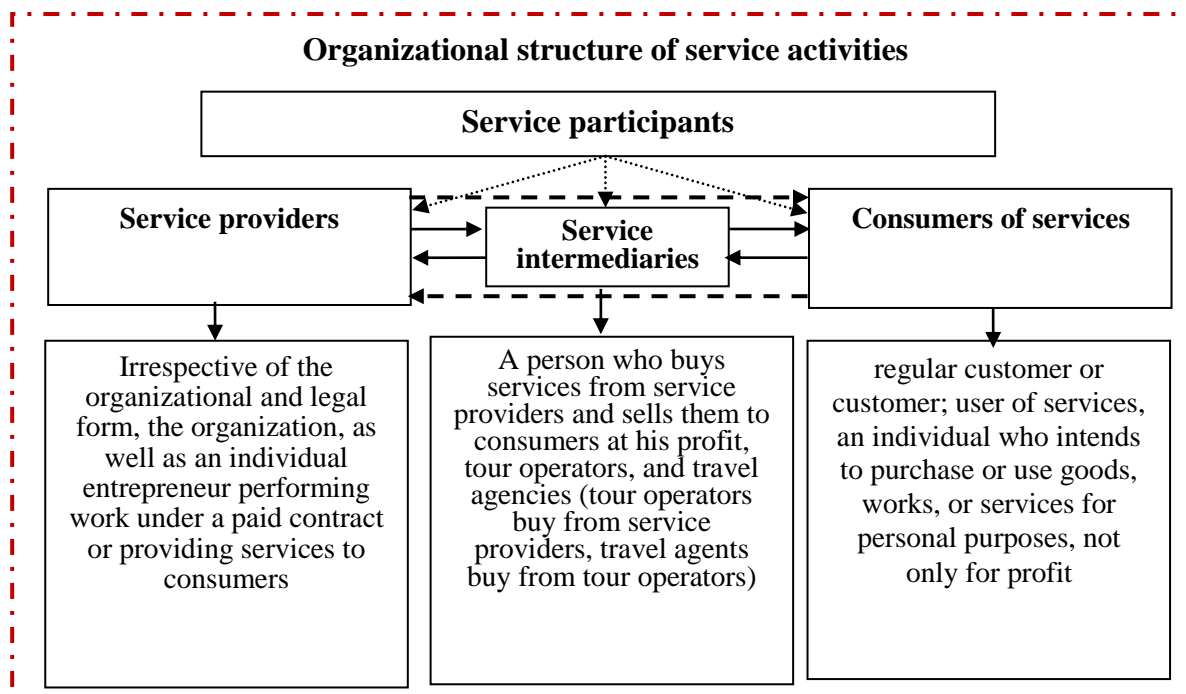 Organizational structure of service activities
Service participants
Service providers
Service
intermediaries
Consumers of services
Irrespective of the
organizational and legal
form, the organization, as
well as an individual
entrepreneur performing
work under a paid contract
or providing services to
consumers
A person who buys
services from service
providers and sells them to
consumers at his profit,
tour operators, and travel
agencies (tour operators
buy from service
providers, travel agents
buy from tour operators)
regular customer or
customer; user of services,
an individual who intends
to purchase or use goods,
works, or services for
personal purposes, not
only for profit